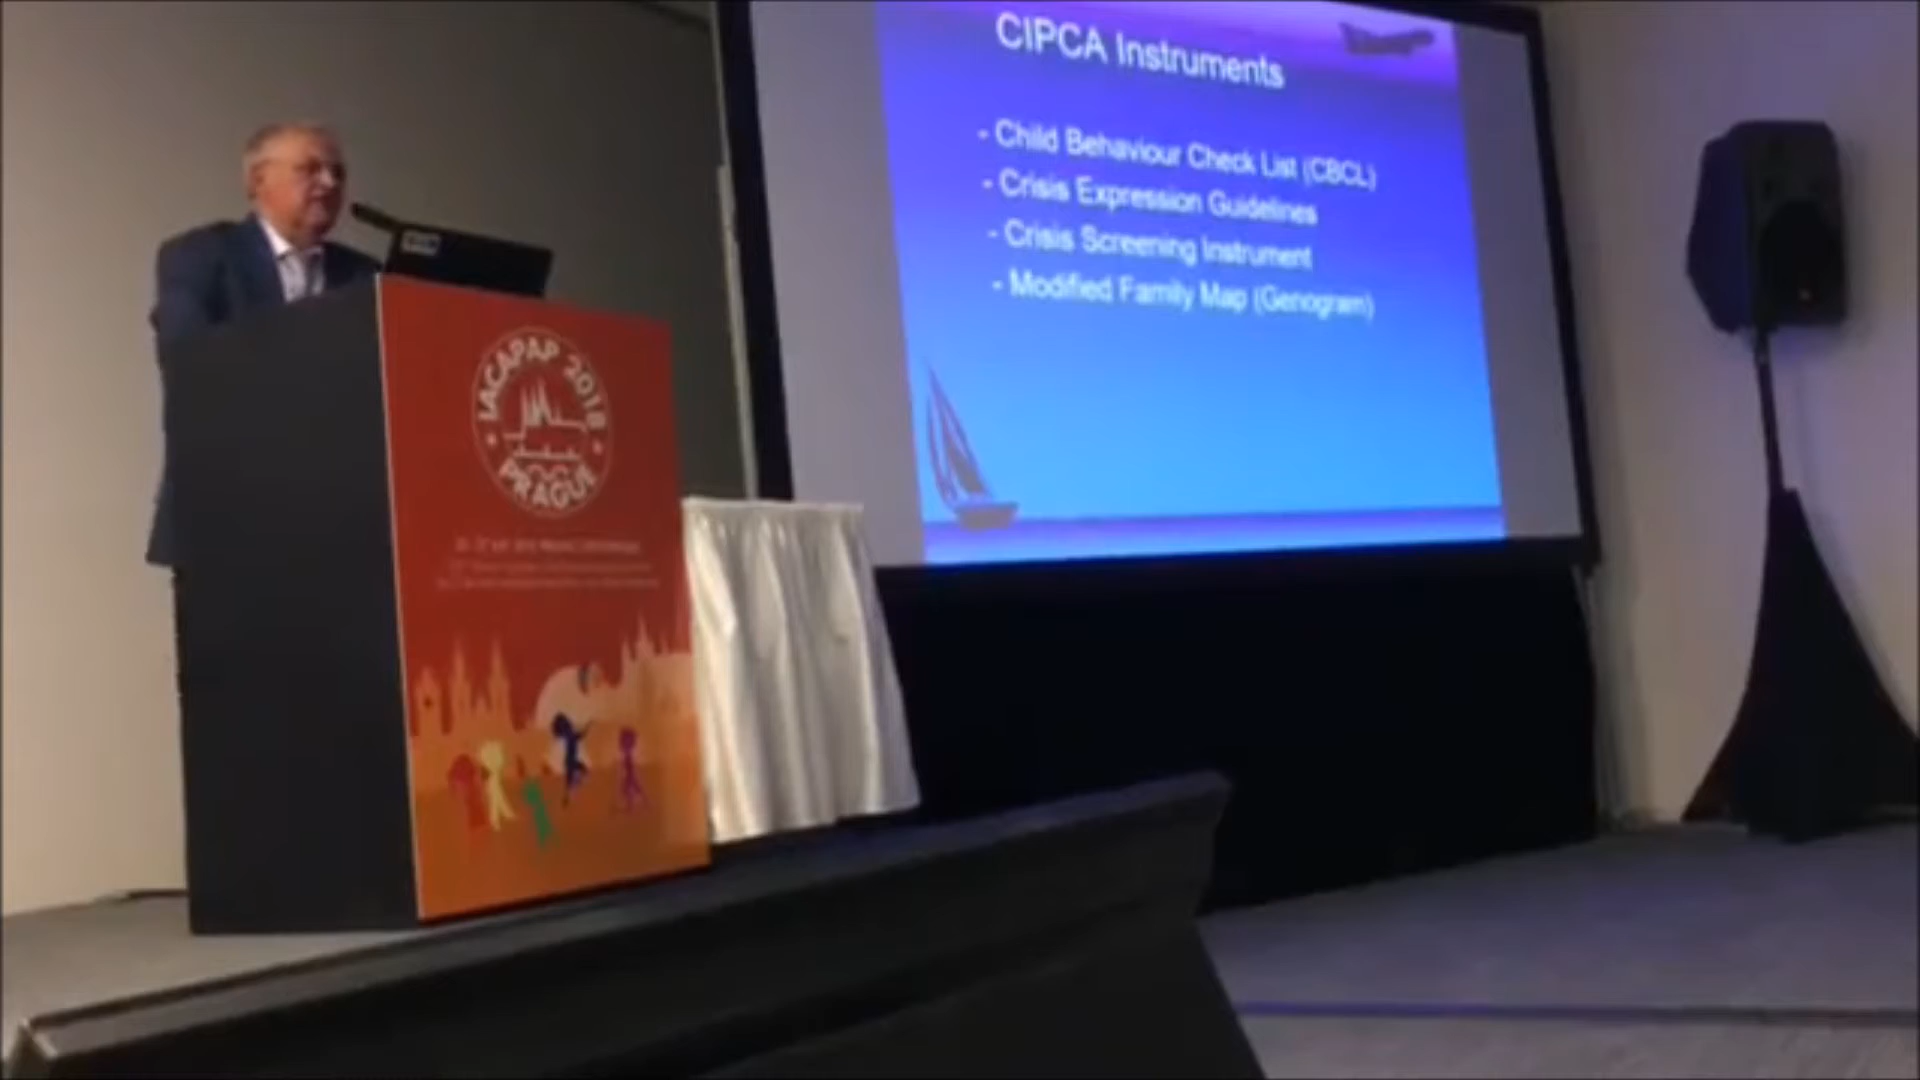 CIPCA Instruments
- Child Behaviour Check List (CBCL)
- Crisis Expression Guidelines
- Crisis Screening Instrument
- Modified Family Map (Genogram)
IACAPAP 2018
PRAGUE